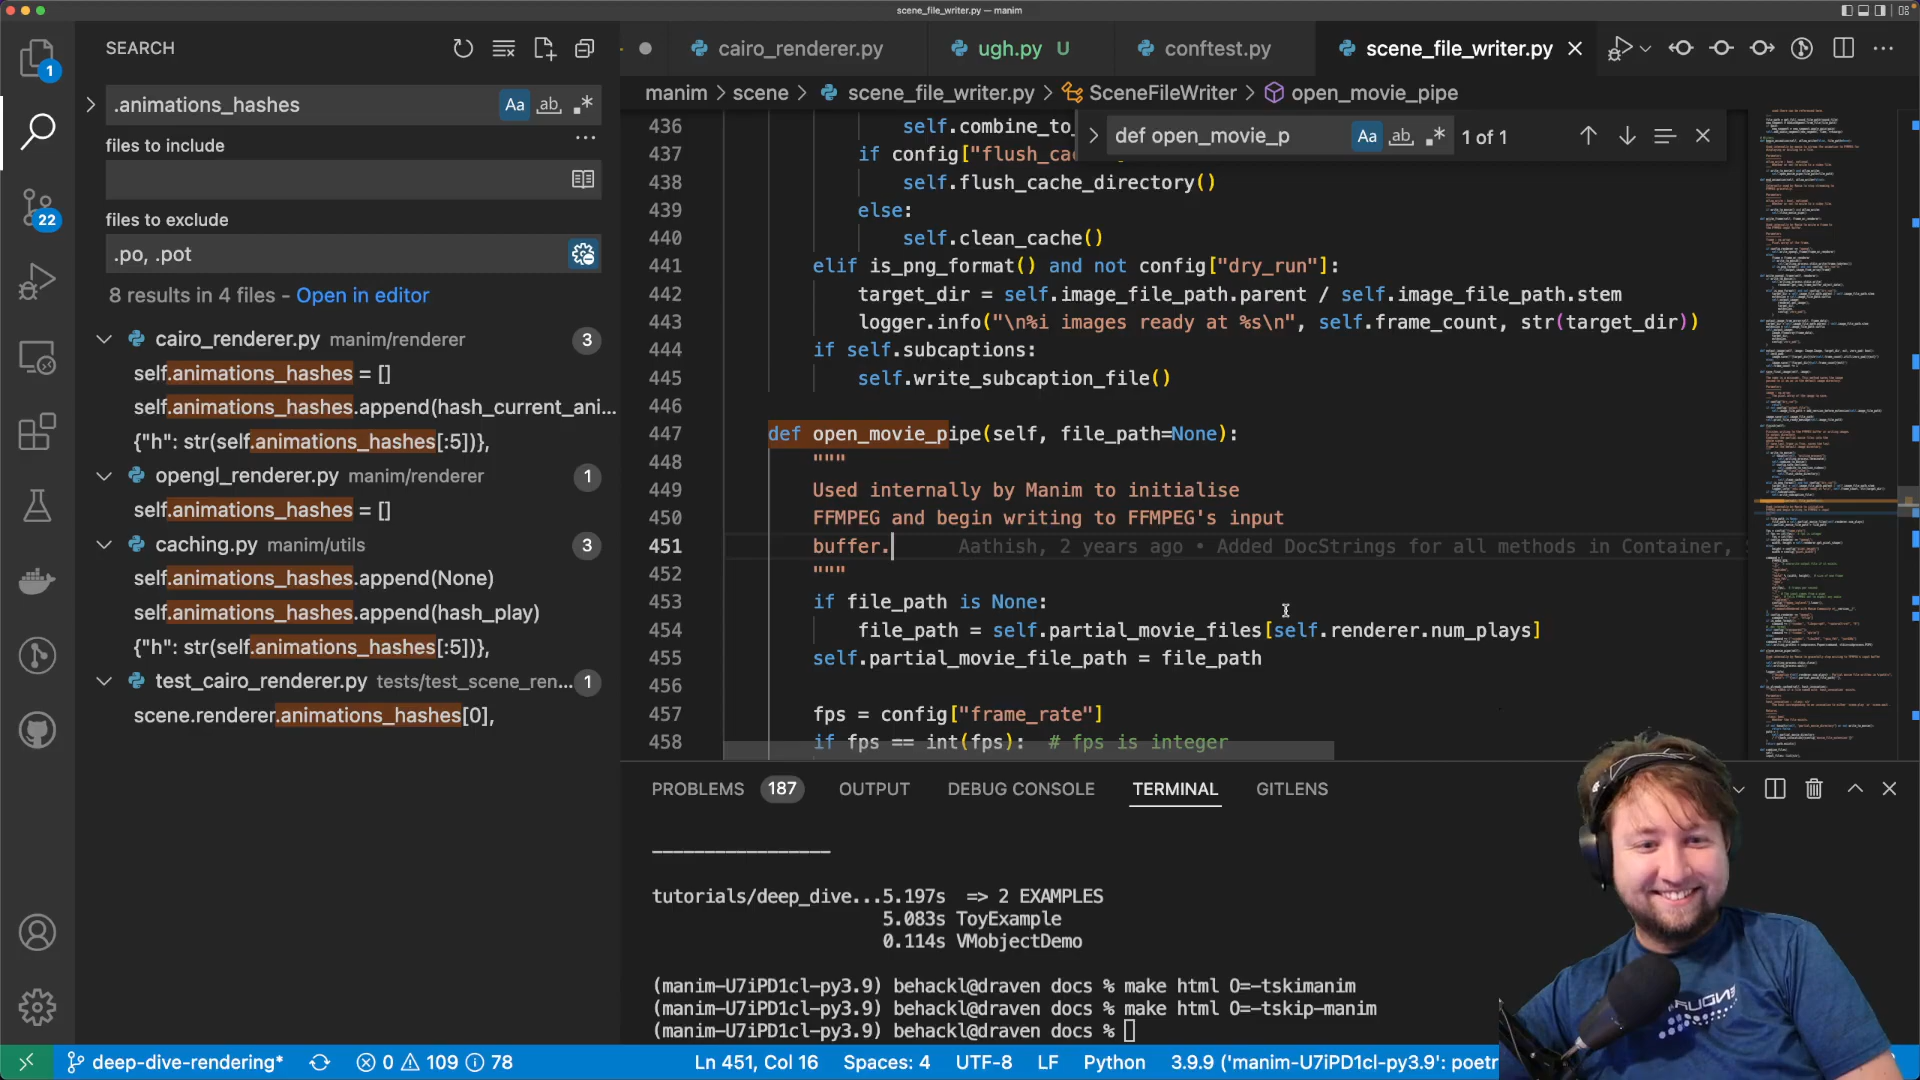 scene_file_writer.py — manim
SEARCH
cairo_renderer.py
ugh.py U
conftest.py
scene_file_writer.py
1
.animations_hashes
Aa
ab
.*
manim > scene > scene_file_writer.py > SceneFileWriter > open_movie_pipe
def open_movie_p
Aa
ab
.*
1 of 1
files to include
files to exclude
.po, .pot
22
8 results in 4 files - Open in editor
cairo_renderer.py manim/renderer 3
self.animations_hashes = []
self.animations_hashes.append(hash_current_ani...
{"h": str(self.animations_hashes[:5])},
opengl_renderer.py manim/renderer 1
self.animations_hashes = []
caching.py manim/utils 3
self.animations_hashes.append(None)
self.animations_hashes.append(hash_play)
{"h": str(self.animations_hashes[:5])},
test_cairo_renderer.py tests/test_scene_ren... 1
scene.renderer.animations_hashes[0],
436 self.combine_to_
437 if config["flush_ca
438 self.flush_cache_directory()
439 else:
440 self.clean_cache()
441 elif is_png_format() and not config["dry_run"]:
442 target_dir = self.image_file_path.parent / self.image_file_path.stem
443 logger.info("\n%i images ready at %s\n", self.frame_count, str(target_dir))
444 if self.subcaptions:
445 self.write_subcaption_file()
446
447 def open_movie_pipe(self, file_path=None):
448 """
449 Used internally by Manim to initialise
450 FFMPEG and begin writing to FFMPEG's input
451 buffer. Aathish, 2 years ago • Added DocStrings for all methods in Container,
452 """
453 if file_path is None:
454 file_path = self.partial_movie_files[self.renderer.num_plays]
455 self.partial_movie_file_path = file_path
456
457 fps = config["frame_rate"]
458 if fps == int(fps): # fps is integer
PROBLEMS 187 OUTPUT DEBUG CONSOLE TERMINAL GITLENS
tutorials/deep_dive...5.197s => 2 EXAMPLES
5.083s ToyExample
0.114s VMobjectDemo
(manim-U7iPD1cl-py3.9) behackl@draven docs % make html O=-tskimanim
(manim-U7iPD1cl-py3.9) behackl@draven docs % make html O=-tskip-manim
(manim-U7iPD1cl-py3.9) behackl@draven docs %
deep-dive-rendering* 0 109 78 Ln 451, Col 16 Spaces: 4 UTF-8 LF Python 3.9.9 ('manim-U7iPD1cl-py3.9': poetr